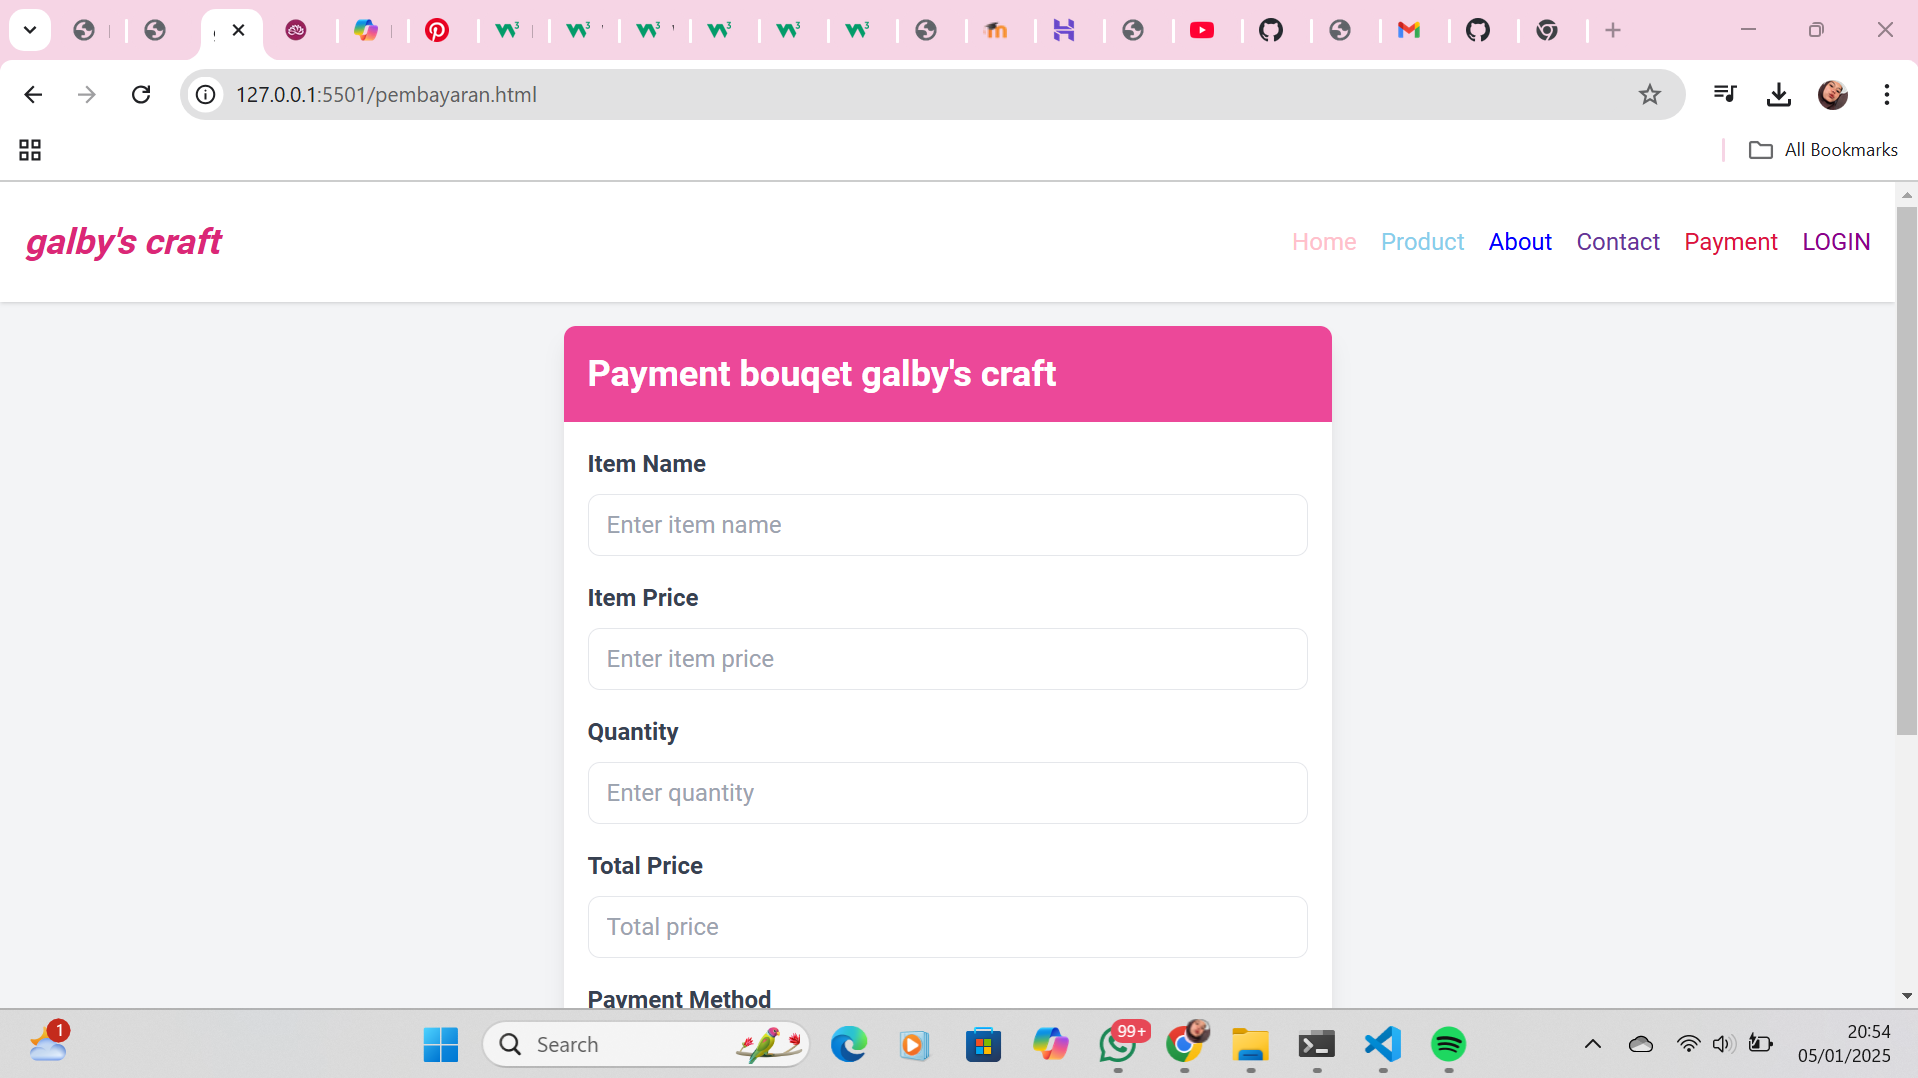 127.0.0.1:5501/pembayaran.html
All Bookmarks
galby's craft
Home Product About Contact Payment LOGIN
Payment bouqet galby's craft
Item Name
Enter item name
Item Price
Enter item price
Quantity
Enter quantity
Total Price
Total price
Payment Method
1
Search
99+
20:54
05/01/2025